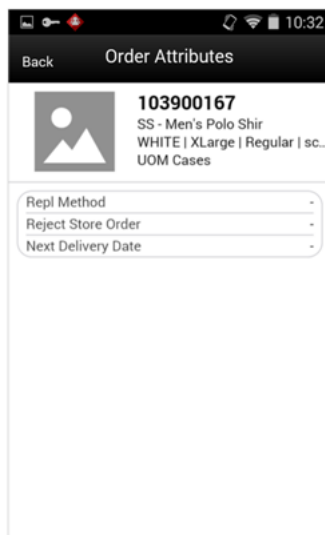 10:32
Back
Order Attributes
103900167
SS - Men's Polo Shir
WHITE | XLarge | Regular | sc..
UOM Cases
Repl Method -
Reject Store Order -
Next Delivery Date -